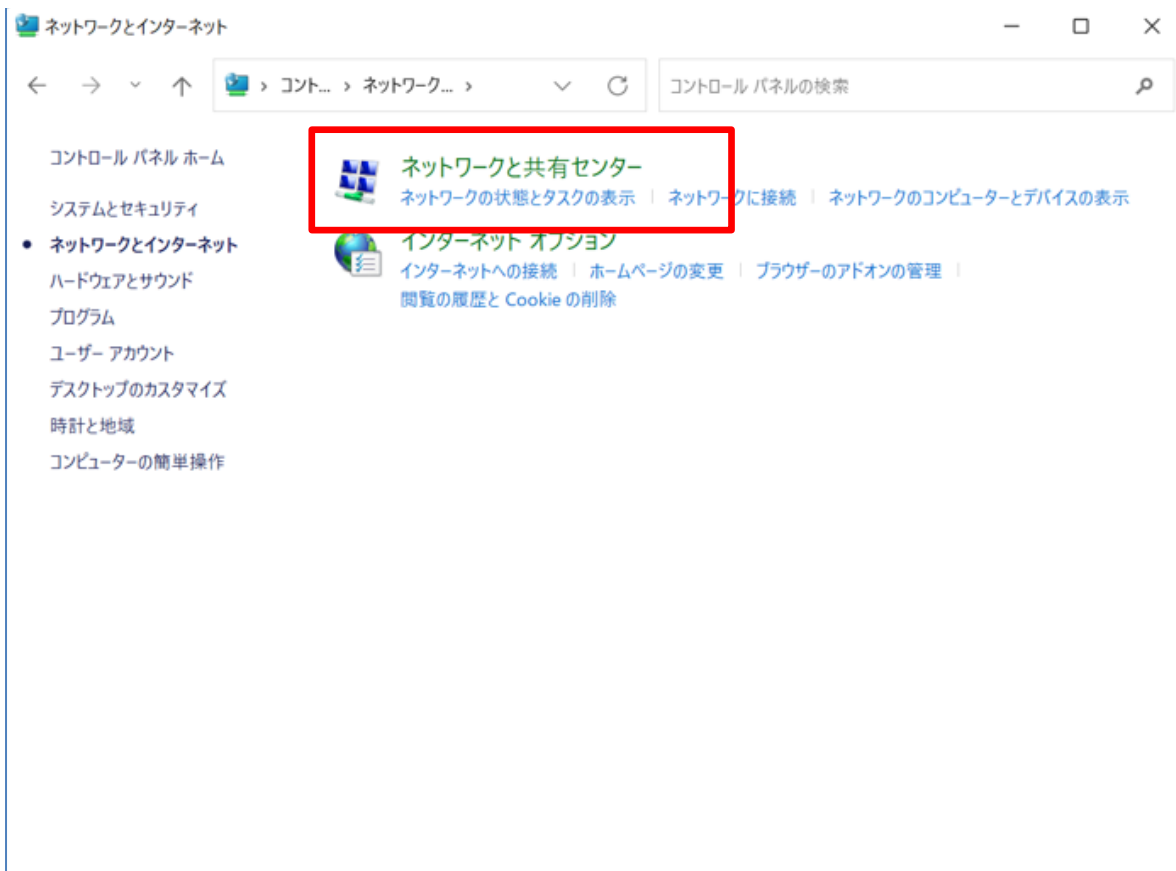 ネットワークとインターネット
コント... › ネットワーク... ›
コントロール パネルの検索
コントロール パネル ホーム
システムとセキュリティ
ネットワークとインターネット
ハードウェアとサウンド
プログラム
ユーザー アカウント
デスクトップのカスタマイズ
時計と地域
コンピューターの簡単操作
ネットワークと共有センター
ネットワークの状態とタスクの表示 | ネットワークに接続 | ネットワークのコンピューターとデバイスの表示
インターネット オプション
インターネットへの接続 | ホームページの変更 | ブラウザーのアドオンの管理 |
閲覧の履歴と Cookie の削除